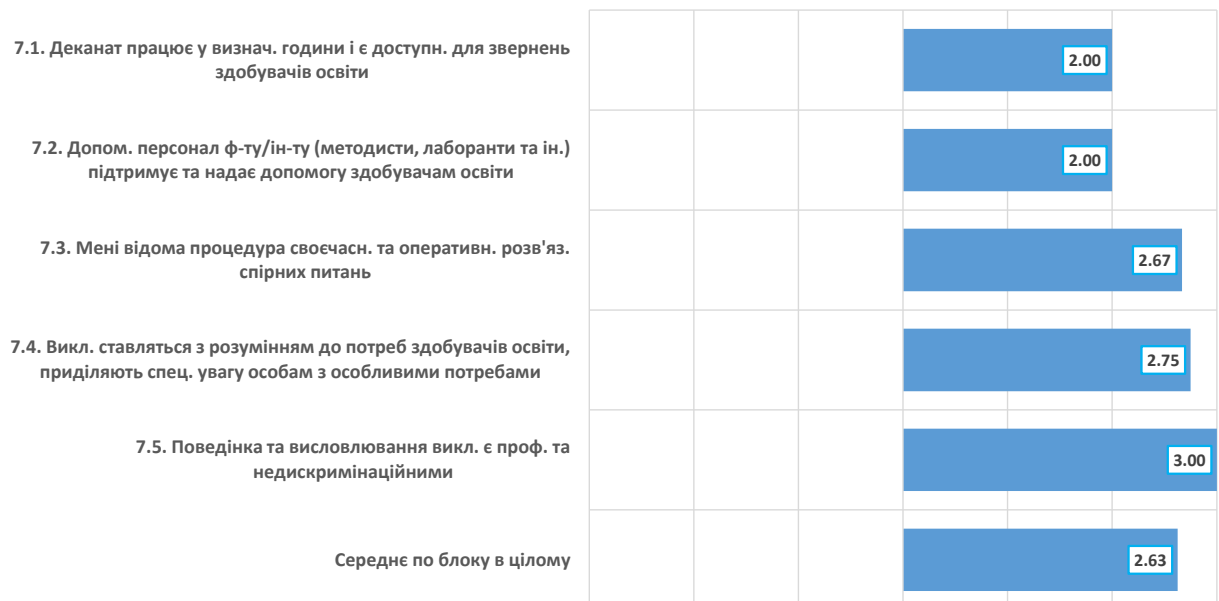 7.1. Деканат працює у визнач. години і є доступн. для звернень
здобувачів освіти
2.00
7.2. Допом. персонал ф-ту/ін-ту (методисти, лаборанти та ін.)
підтримує та надає допомогу здобувачам освіти
2.00
7.3. Мені відома процедура своєчасн. та оперативн. розв'яз.
спірних питань
2.67
7.4. Викл. ставляться з розумінням до потреб здобувачів освіти,
приділяють спец. увагу особам з особливими потребами
2.75
7.5. Поведінка та висловлювання викл. є проф. та
недискримінаційними
3.00
Середнє по блоку в цілому
2.63